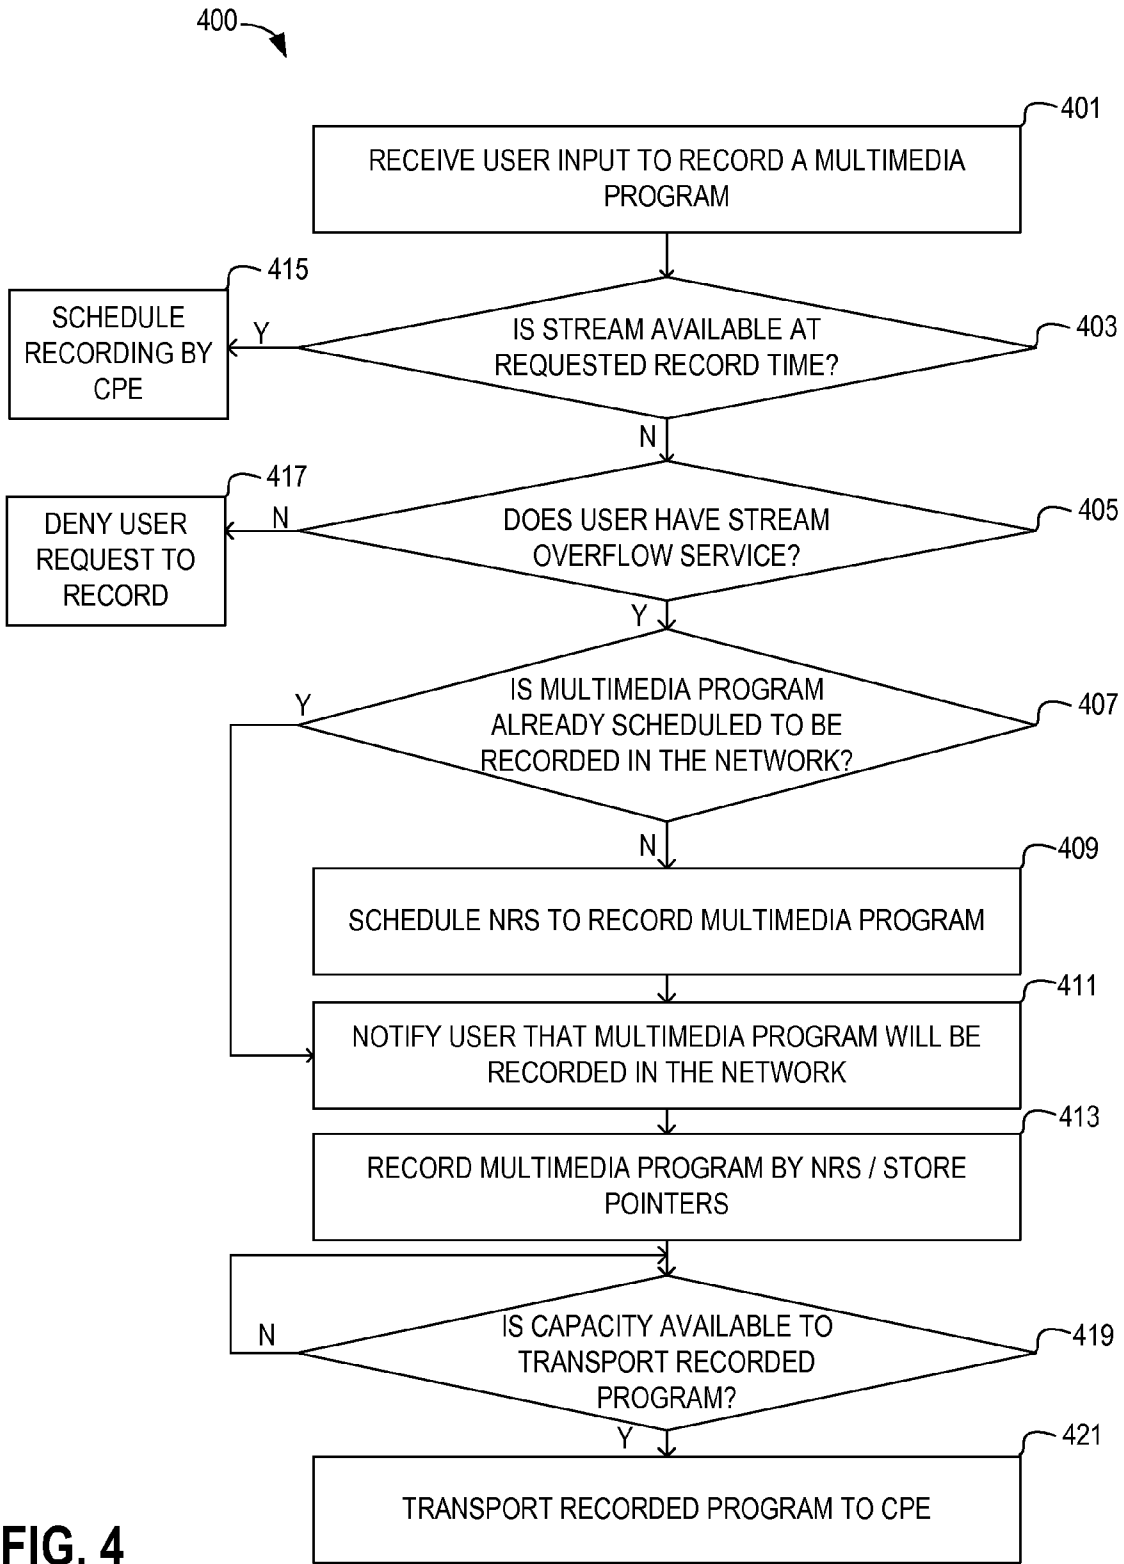 400
401
RECEIVE USER INPUT TO RECORD A MULTIMEDIA
PROGRAM
415
SCHEDULE
RECORDING BY
CPE
Y
IS STREAM AVAILABLE AT
REQUESTED RECORD TIME?
403
N
417
DENY USER
REQUEST TO
RECORD
N
DOES USER HAVE STREAM
OVERFLOW SERVICE?
405
Y
Y
IS MULTIMEDIA PROGRAM
ALREADY SCHEDULED TO BE
RECORDED IN THE NETWORK?
407
N
409
SCHEDULE NRS TO RECORD MULTIMEDIA PROGRAM
411
NOTIFY USER THAT MULTIMEDIA PROGRAM WILL BE
RECORDED IN THE NETWORK
413
RECORD MULTIMEDIA PROGRAM BY NRS / STORE
POINTERS
N
IS CAPACITY AVAILABLE TO
TRANSPORT RECORDED
PROGRAM?
419
Y
421
TRANSPORT RECORDED PROGRAM TO CPE
FIG. 4